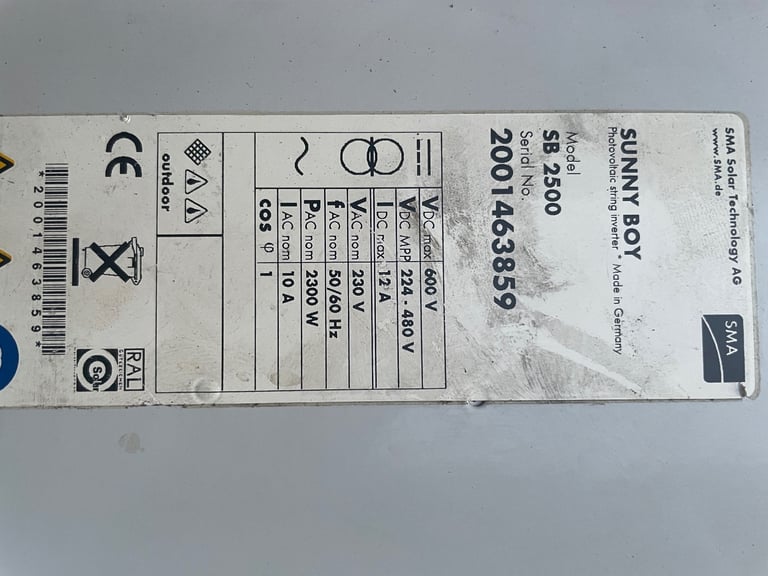 SMA Solar Technology AG
www.SMA.de
SMA
SUNNY BOY
Photovoltaic string inverter * Made in Germany
Model
SB 2500
Serial No.
2001463859
VDC max 600 V
VDC MPP 224 - 480 V
IDC max. 12 A
VAC nom 230 V
fAC nom 50/60 Hz
PAC nom 2300 W
IAC nom 10 A
cos φ 1
outdoor
CE
RAL
GÜTEZEICHEN
Solar
*2001463859*